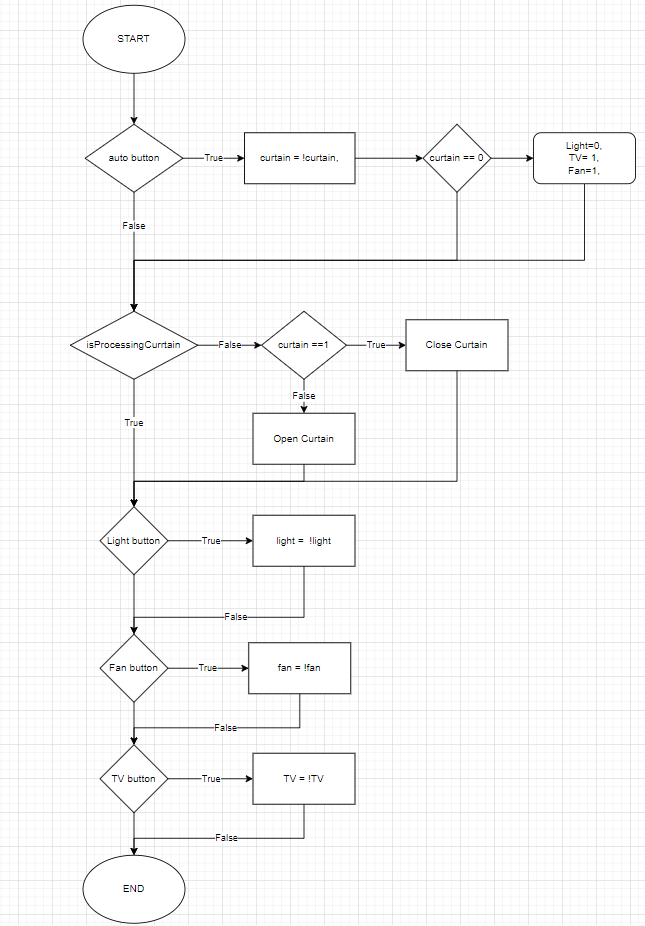 START
auto button
True
curtain = !curtain,
curtain == 0
Light=0,
TV= 1,
Fan=1,
False
isProcessingCurrtain
False
curtain ==1
True
Close Curtain
False
True
Open Curtain
Light button
True
light =  !light
False
Fan button
True
fan = !fan
False
TV button
True
TV = !TV
False
END